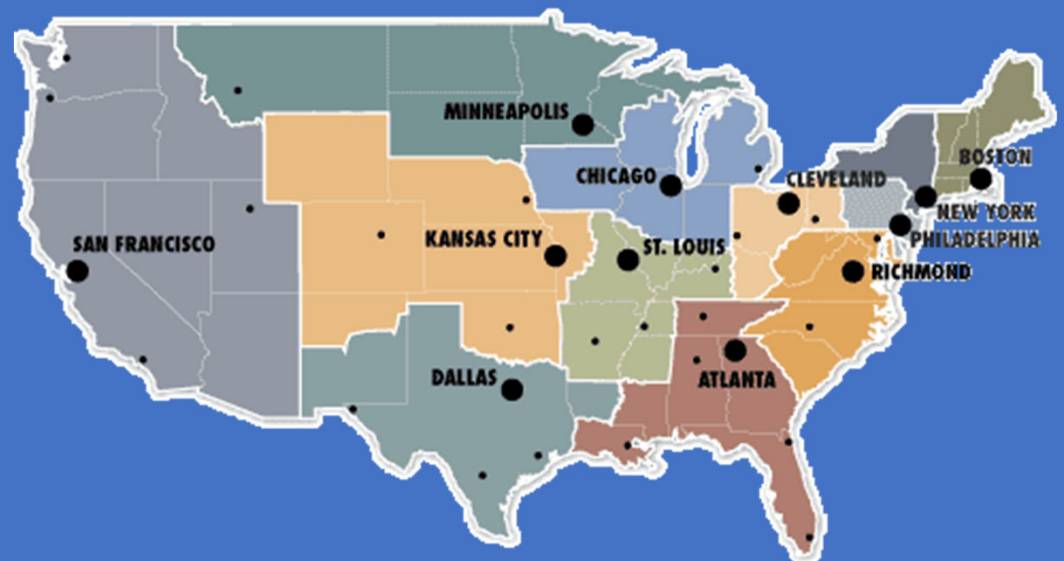 MINNEAPOLIS
BOSTON
CHICAGO
CLEVELAND
NEW YORK
SAN FRANCISCO
KANSAS CITY
ST. LOUIS
PHILADELPHIA
RICHMOND
DALLAS
ATLANTA